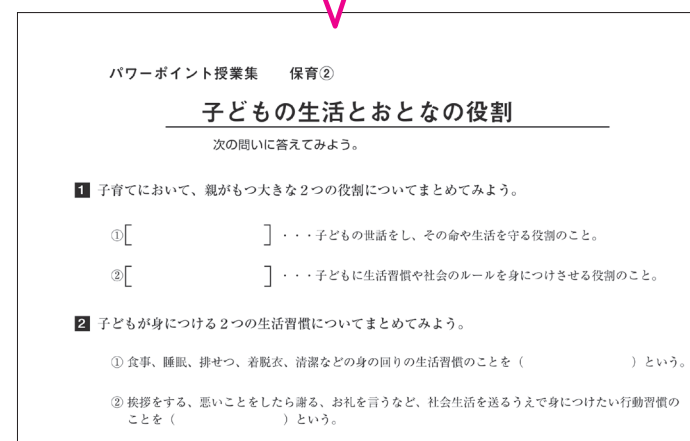 パワーポイント授業集　　保育②
子どもの生活とおとなの役割
次の問いに答えてみよう。
1 子育てにおいて、親がもつ大きな２つの役割についてまとめてみよう。
①[　　　　　　　　]・・・子どもの世話をし、その命や生活を守る役割のこと。
②[　　　　　　　　]・・・子どもに生活習慣や社会のルールを身につけさせる役割のこと。
2 子どもが身につける２つの生活習慣についてまとめてみよう。
① 食事、睡眠、排せつ、着脱衣、清潔などの身の回りの生活習慣のことを（　　　　　　　　）という。
② 挨拶をする、悪いことをしたら謝る、お礼を言うなど、社会生活を送るうえで身につけたい行動習慣の
ことを（　　　　　　　　）という。